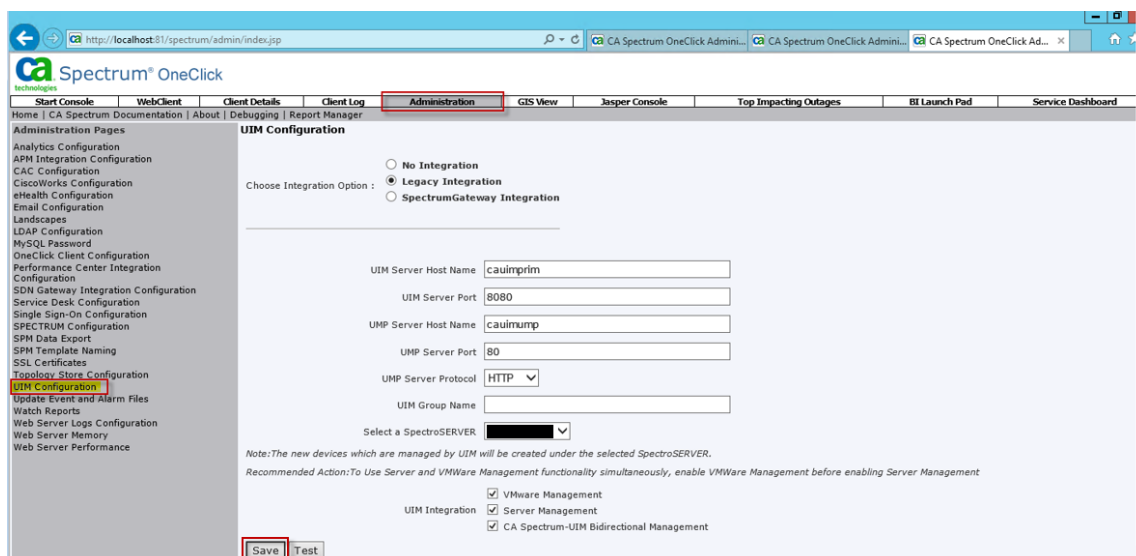 http://localhost:81/spectrum/admin/index.jsp
CA Spectrum OneClick Admini...
CA Spectrum OneClick Admini...
CA Spectrum OneClick Ad...
ca
technologies
Spectrum® OneClick
Start Console WebClient Client Details Client Log Administration GIS View Jasper Console Top Impacting Outages BI Launch Pad Service Dashboard
Home | CA Spectrum Documentation | About | Debugging | Report Manager
Administration Pages
Analytics Configuration
APM Integration Configuration
CAC Configuration
CiscoWorks Configuration
eHealth Configuration
Email Configuration
Landscapes
LDAP Configuration
MySQL Password
OneClick Client Configuration
Performance Center Integration
Configuration
SDN Gateway Integration Configuration
Service Desk Configuration
Single Sign-On Configuration
SPECTRUM Configuration
SPM Data Export
SPM Template Naming
SSL Certificates
Topology Store Configuration
UIM Configuration
Update Event and Alarm Files
Watch Reports
Web Server Logs Configuration
Web Server Memory
Web Server Performance
UIM Configuration
Choose Integration Option :
No Integration
Legacy Integration
SpectrumGateway Integration
UIM Server Host Name cauimprim
UIM Server Port 8080
UMP Server Host Name cauimump
UMP Server Port 80
UMP Server Protocol HTTP
UIM Group Name
Select a SpectroSERVER
Note:The new devices which are managed by UIM will be created under the selected SpectroSERVER.
Recommended Action:To Use Server and VMWare Management functionality simultaneously, enable VMWare Management before enabling Server Management
UIM Integration
VMware Management
Server Management
CA Spectrum-UIM Bidirectional Management
Save Test